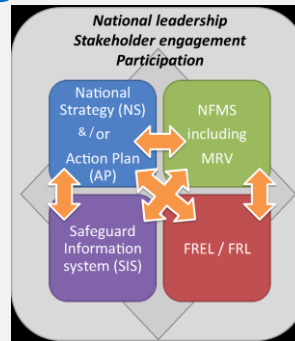 National leadership
Stakeholder engagement
Participation
National
Strategy (NS)
& / or
Action Plan
(AP)
NFMS
including
MRV
Safeguard
Information
system (SIS)
FREL / FRL